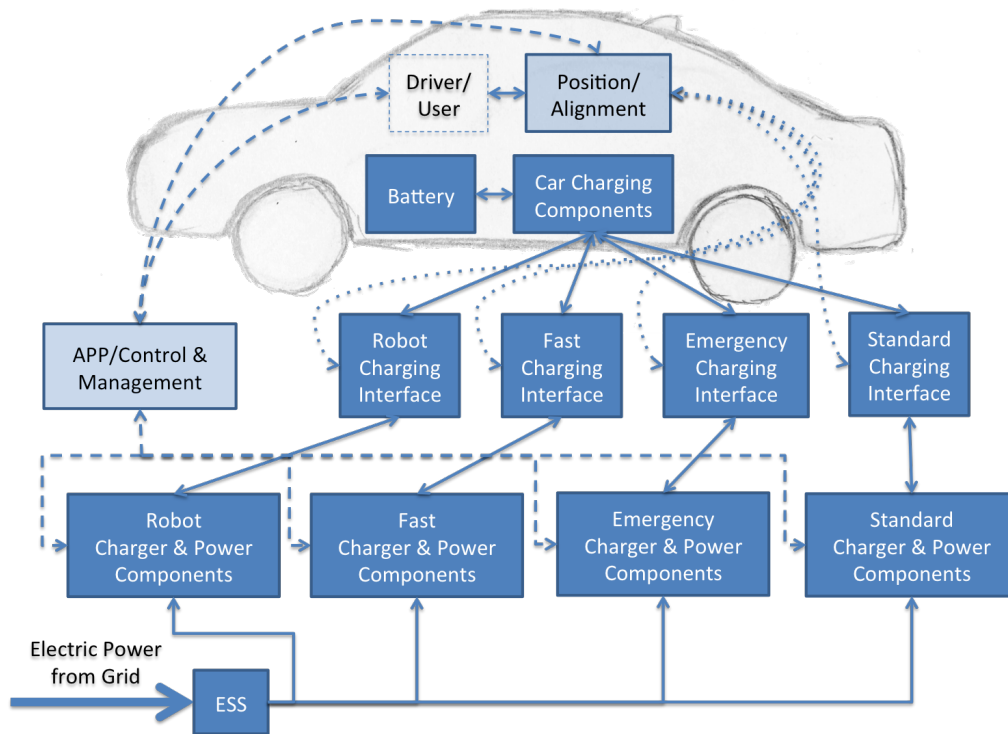 Driver/
User
Position/
Alignment
Battery
Car Charging
Components
APP/Control &
Management
Robot
Charging
Interface
Fast
Charging
Interface
Emergency
Charging
Interface
Standard
Charging
Interface
Robot
Charger & Power
Components
Fast
Charger & Power
Components
Emergency
Charger & Power
Components
Standard
Charger & Power
Components
Electric Power
from Grid
ESS